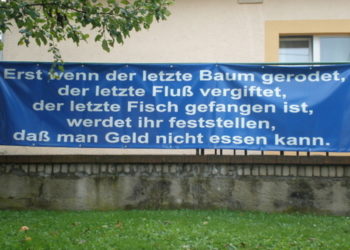 Erst wenn der letzte Baum gerodet,
der letzte Fluß vergiftet,
der letzte Fisch gefangen ist,
werdet ihr feststellen,
daß man Geld nicht essen kann.